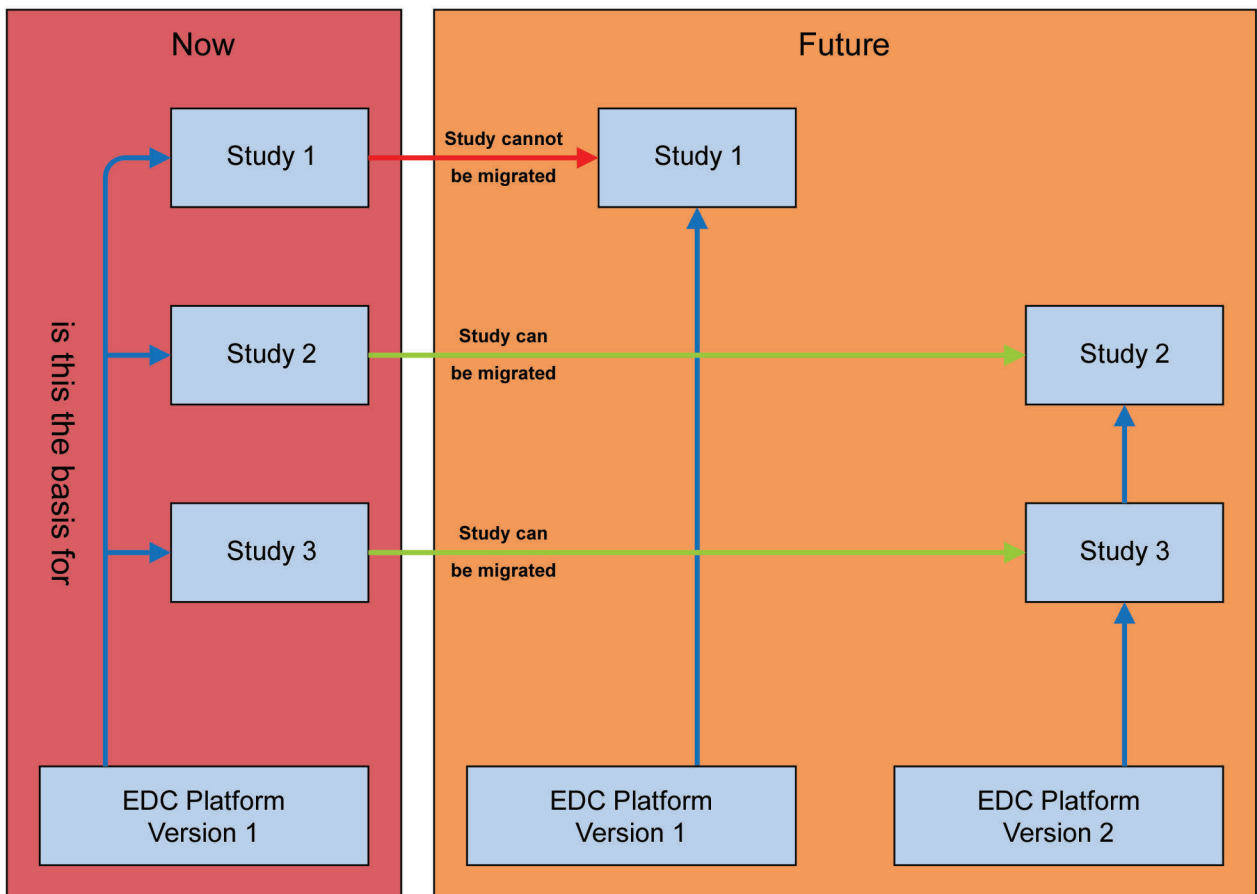 Now
Future
Study 1
Study cannot
be migrated
Study 1
is this the basis for
Study 2
Study can
be migrated
Study 2
Study 3
Study can
be migrated
Study 3
EDC Platform
Version 1
EDC Platform
Version 1
EDC Platform
Version 2